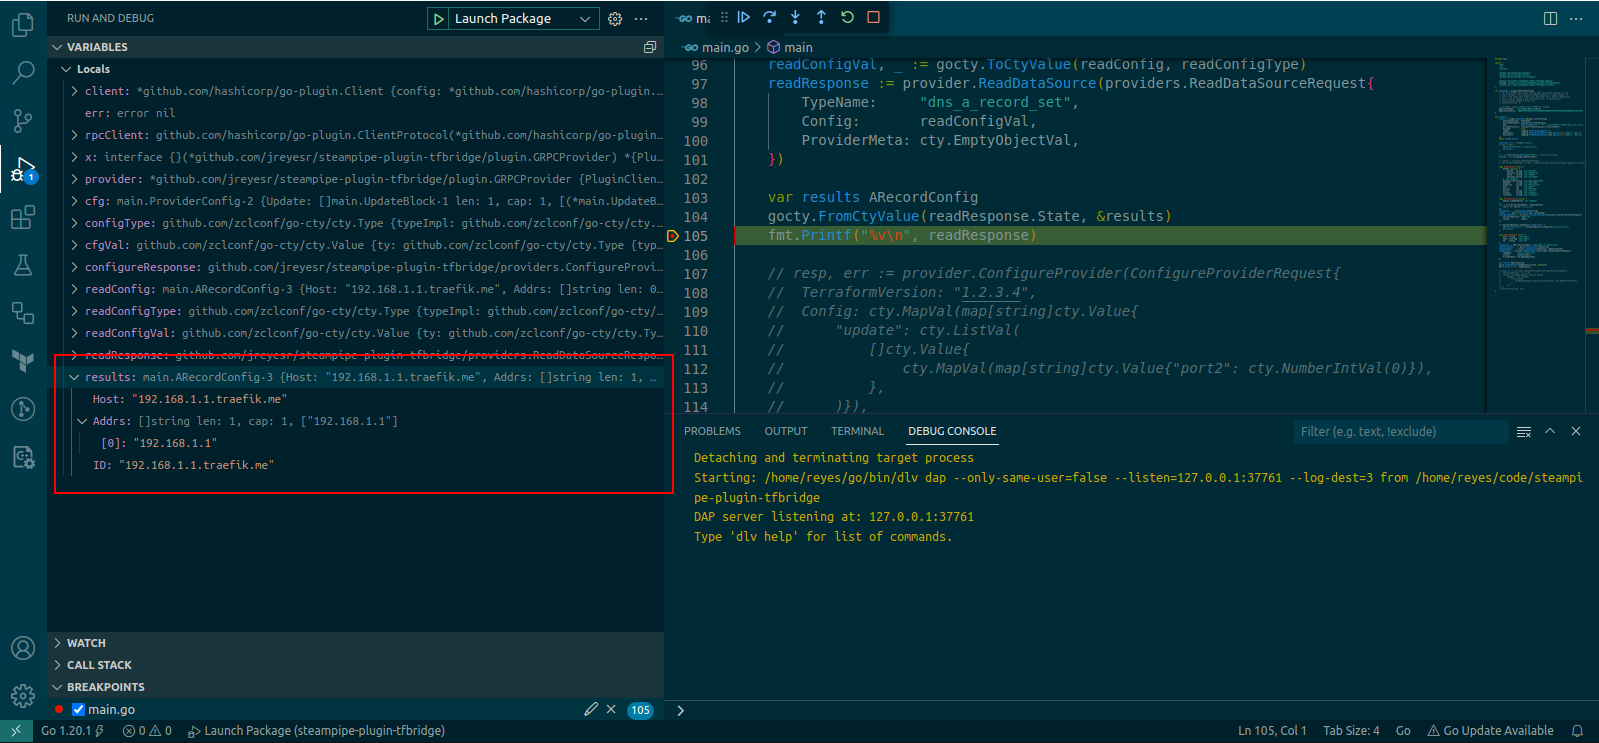 RUN AND DEBUG
Launch Package
VARIABLES
Locals
client: *github.com/hashicorp/go-plugin.Client {config: *github.com/hashicorp/go-plugin.…
err: error nil
rpcClient: github.com/hashicorp/go-plugin.ClientProtocol(*github.com/hashicorp/go-plugin…
x: interface {}(*github.com/jreyesr/steampipe-plugin-tfbridge/plugin.GRPCProvider) *{Plu…
provider: *github.com/jreyesr/steampipe-plugin-tfbridge/plugin.GRPCProvider {PluginClien…
cfg: main.ProviderConfig·2 {Update: []main.UpdateBlock·1 len: 1, cap: 1, [(*main.UpdateB…
configType: github.com/zclconf/go-cty/cty.Type {typeImpl: github.com/zclconf/go-cty/cty.…
cfgVal: github.com/zclconf/go-cty/cty.Value {ty: github.com/zclconf/go-cty/cty.Type {typ…
configureResponse: github.com/jreyesr/steampipe-plugin-tfbridge/providers.ConfigureProvi…
readConfig: main.ARecordConfig·3 {Host: "192.168.1.1.traefik.me", Addrs: []string len: 0…
readConfigType: github.com/zclconf/go-cty/cty.Type {typeImpl: github.com/zclconf/go-cty/…
readConfigVal: github.com/zclconf/go-cty/cty.Value {ty: github.com/zclconf/go-cty/cty.Ty…
readResponse: github.com/jreyesr/steampipe-plugin-tfbridge/providers.ReadDataSourceRespo…
results: main.ARecordConfig·3 {Host: "192.168.1.1.traefik.me", Addrs: []string len: 1, …
Host: "192.168.1.1.traefik.me"
Addrs: []string len: 1, cap: 1, ["192.168.1.1"]
[0]: "192.168.1.1"
ID: "192.168.1.1.traefik.me"
WATCH
CALL STACK
BREAKPOINTS
main.go
105
1
GO ma
GO main.go > main
96 readConfigVal, _ := gocty.ToCtyValue(readConfig, readConfigType)
97 readResponse := provider.ReadDataSource(providers.ReadDataSourceRequest{
98 TypeName: "dns_a_record_set",
99 Config: readConfigVal,
100 ProviderMeta: cty.EmptyObjectVal,
101 })
102
103 var results ARecordConfig
104 gocty.FromCtyValue(readResponse.State, &results)
105 fmt.Printf("%v\n", readResponse)
106
107 // resp, err := provider.ConfigureProvider(ConfigureProviderRequest{
108 // TerraformVersion: "1.2.3.4",
109 // Config: cty.MapVal(map[string]cty.Value{
110 // "update": cty.ListVal(
111 // []cty.Value{
112 // cty.MapVal(map[string]cty.Value{"port2": cty.NumberIntVal(0)}),
113 // },
114 // )}),
PROBLEMS OUTPUT TERMINAL DEBUG CONSOLE
Filter (e.g. text, !exclude)
Detaching and terminating target process
Starting: /home/reyes/go/bin/dlv dap --only-same-user=false --listen=127.0.0.1:37761 --log-dest=3 from /home/reyes/code/steampi
pe-plugin-tfbridge
DAP server listening at: 127.0.0.1:37761
Type 'dlv help' for list of commands.
Go 1.20.1 0 0 Launch Package (steampipe-plugin-tfbridge) Ln 105, Col 1 Tab Size: 4 Go Go Update Available